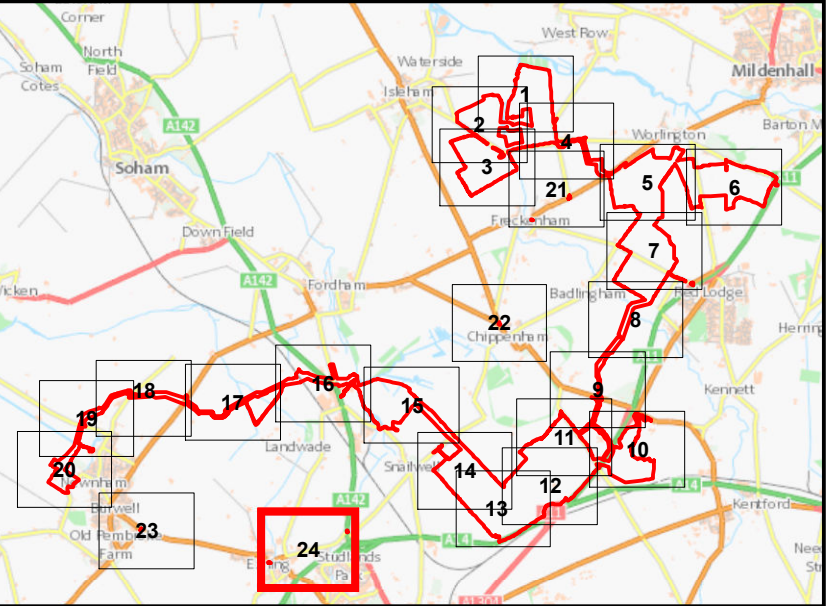 Corner
North
Field
Soham
Cotes
A142
Soham
Waterside
Isleham
West Row
Mildenhall
Barton M
Worlington
1
2
3
4
5
6
A11
21
Freckenham
7
Down Field
A142
Fordham
Badlingham
Red Lodge
8
22
Chippenham
Herring
A11
Kennett
9
16
18
17
15
19
11
10
Landwade
Snailwell
14
20
12
13
A14
Kentford
A142
Burwell
23
Old Pembroke
Farm
24
Exning
Studlands
Park
A14
A1304